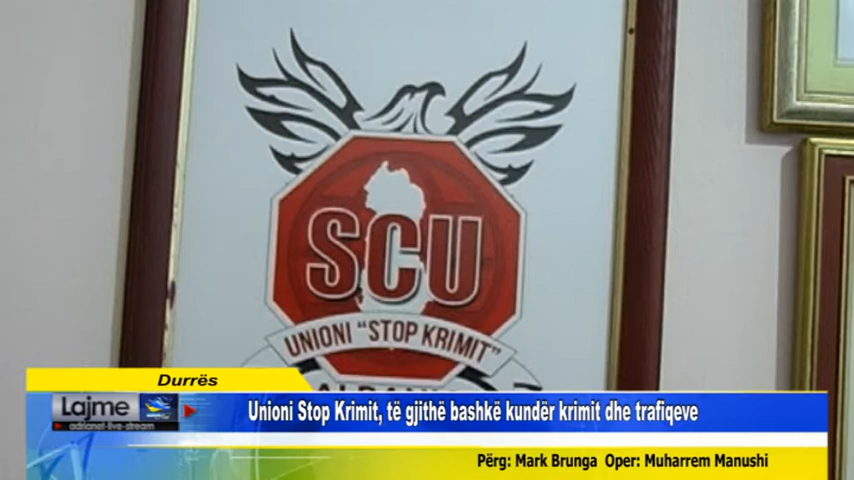 SCU
UNIONI "STOP KRIMIT"
Durrës
Lajme
adrianet-live-stream
Unioni Stop Krimit, të gjithë bashkë kundër krimit dhe trafiqeve
Përg: Mark Brunga Oper: Muharrem Manushi